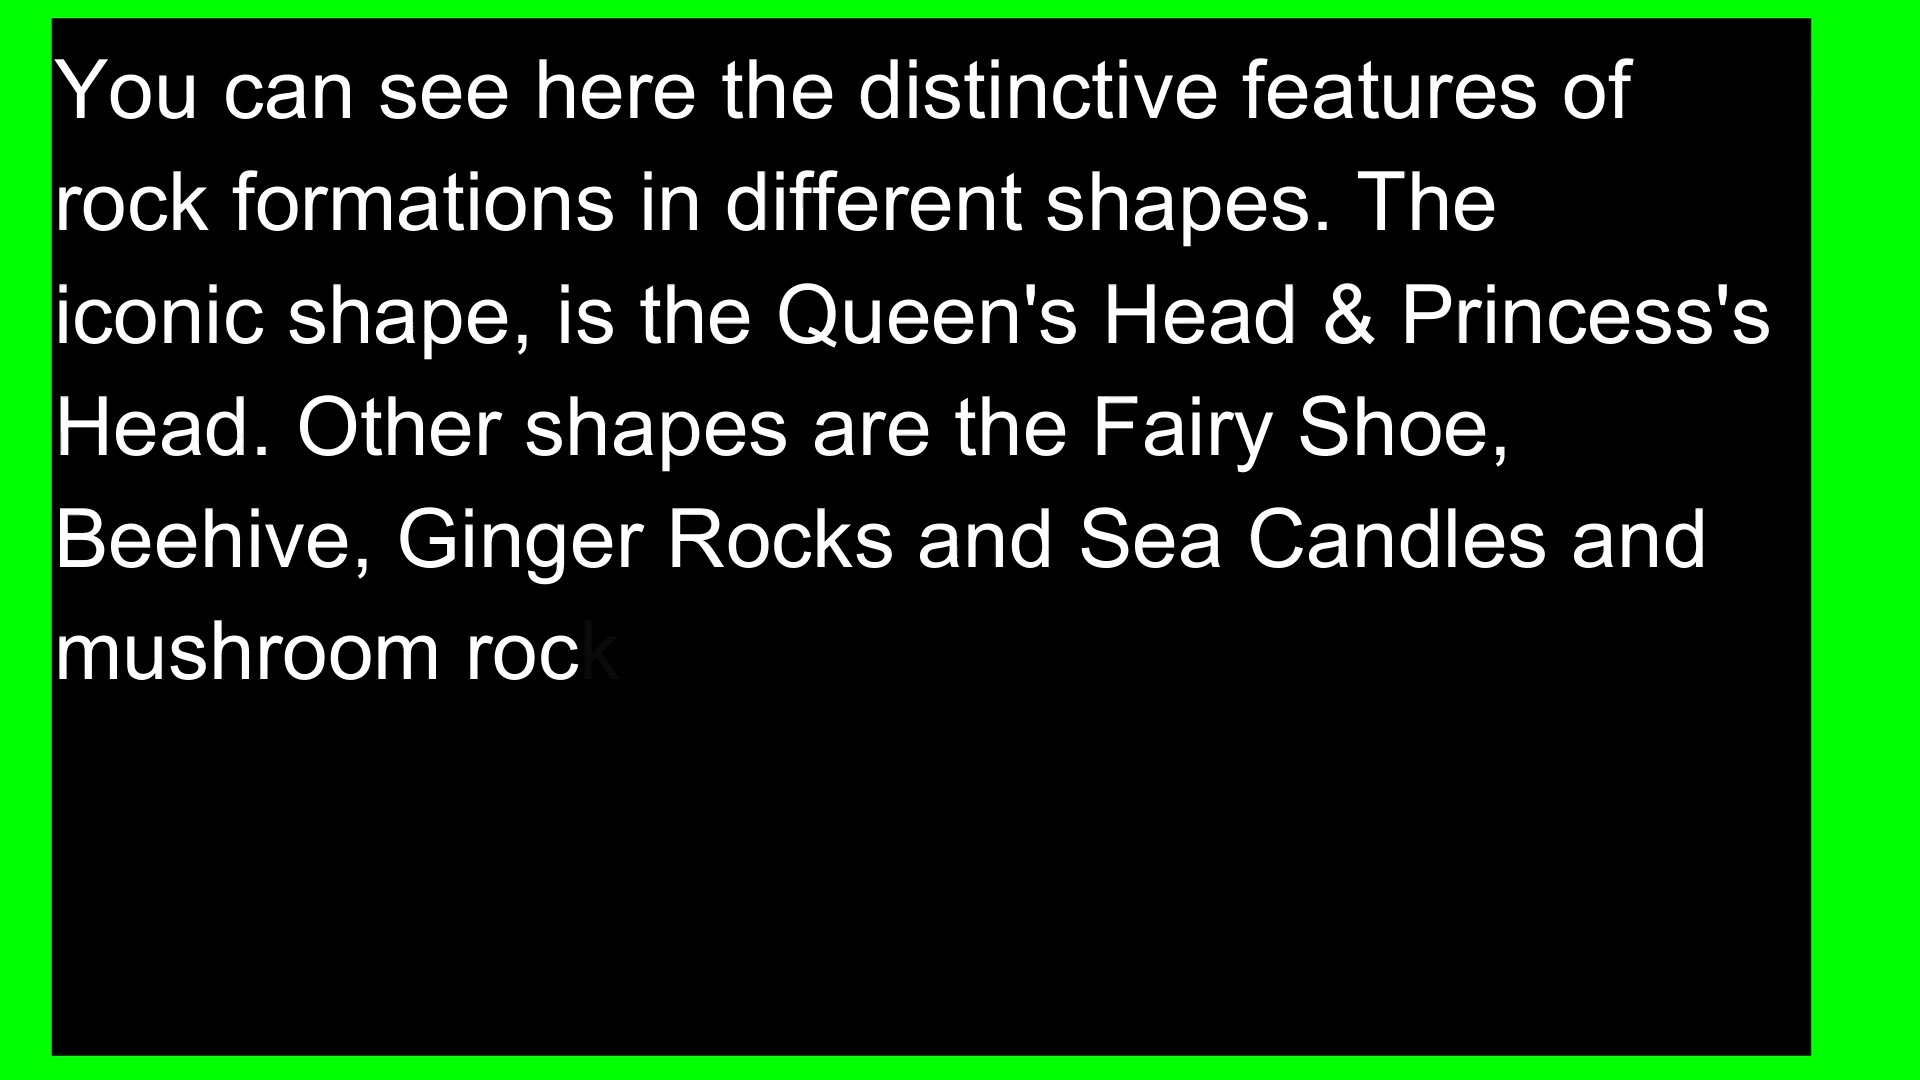 You can see here the distinctive features of
rock formations in different shapes. The
iconic shape, is the Queen's Head & Princess's
Head. Other shapes are the Fairy Shoe,
Beehive, Ginger Rocks and Sea Candles and
mushroom rock